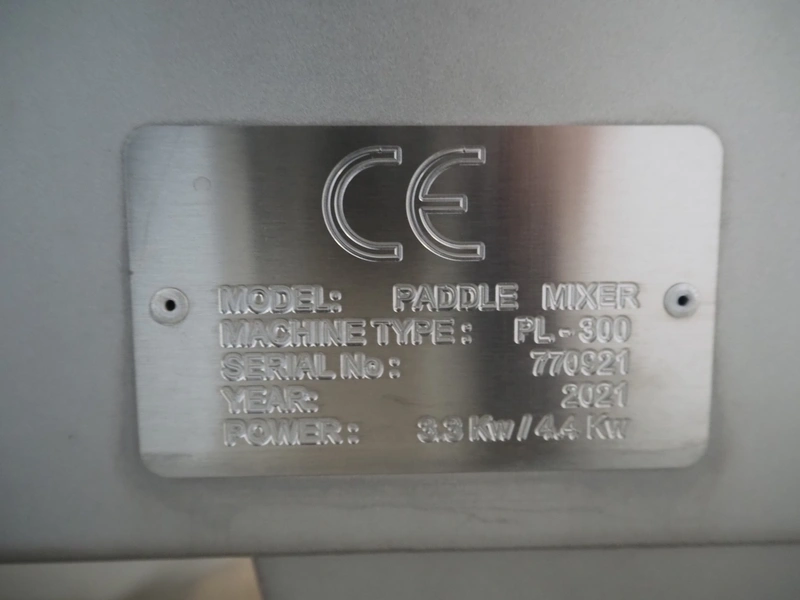 CE
MODEL: PADDLE MIXER
MACHINE TYPE: PL-300
SERIAL No: 770921
YEAR: 2021
POWER: 3.3 Kw / 4.4 Kw